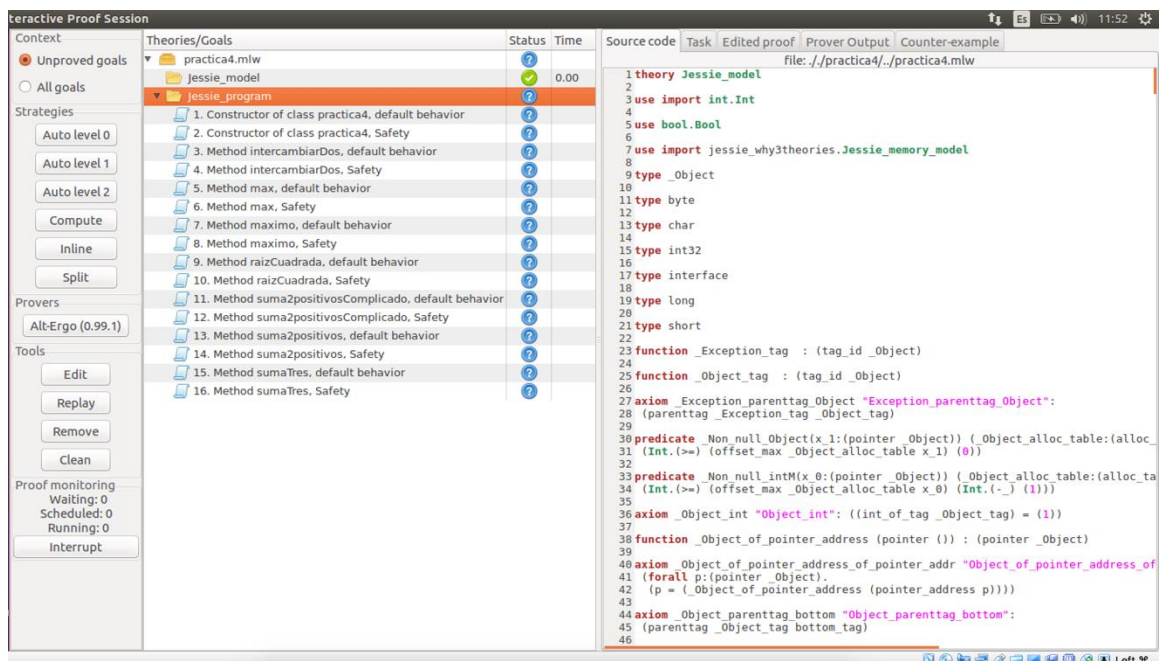 teractive Proof Session
Es
11:52
Context
Unproved goals
All goals
Strategies
Auto level 0
Auto level 1
Auto level 2
Compute
Inline
Split
Provers
Alt-Ergo (0.99.1)
Tools
Edit
Replay
Remove
Clean
Proof monitoring
Waiting: 0
Scheduled: 0
Running: 0
Interrupt
Theories/Goals Status Time
practica4.mlw
Jessie_model 0.00
Jessie_program
1. Constructor of class practica4, default behavior
2. Constructor of class practica4, Safety
3. Method intercambiarDos, default behavior
4. Method intercambiarDos, Safety
5. Method max, default behavior
6. Method max, Safety
7. Method maximo, default behavior
8. Method maximo, Safety
9. Method raizCuadrada, default behavior
10. Method raizCuadrada, Safety
11. Method suma2positivosComplicado, default behavior
12. Method suma2positivosComplicado, Safety
13. Method suma2positivos, default behavior
14. Method suma2positivos, Safety
15. Method sumaTres, default behavior
16. Method sumaTres, Safety
Source code Task Edited proof Prover Output Counter-example
file: ././practica4/../practica4.mlw
1 theory Jessie_model
2
3 use import int.Int
4
5 use bool.Bool
6
7 use import jessie_why3theories.Jessie_memory_model
8
9 type _Object
10
11 type byte
12
13 type char
14
15 type int32
16
17 type interface
18
19 type long
20
21 type short
22
23 function _Exception_tag : (tag_id _Object)
24
25 function _Object_tag : (tag_id _Object)
26
27 axiom _Exception_parenttag_Object "Exception_parenttag_Object":
28 (parenttag _Exception_tag _Object_tag)
29
30 predicate _Non_null_Object(x_1:(pointer _Object)) (_Object_alloc_table:(alloc_
31 (Int.(>=) (offset_max _Object_alloc_table x_1) (0))
32
33 predicate _Non_null_intM(x_0:(pointer _Object)) (_Object_alloc_table:(alloc_ta
34 (Int.(>=) (offset_max _Object_alloc_table x_0) (Int.(-_) (1)))
35
36 axiom _Object_int "Object_int": ((int_of_tag _Object_tag) = (1))
37
38 function _Object_of_pointer_address (pointer ()) : (pointer _Object)
39
40 axiom _Object_of_pointer_address_of_pointer_addr "Object_of_pointer_address_of
41 (forall p:(pointer _Object).
42 (p = (_Object_of_pointer_address (pointer_address p))))
43
44 axiom _Object_parenttag_bottom "Object_parenttag_bottom":
45 (parenttag _Object_tag bottom_tag)
46
Left ⌘